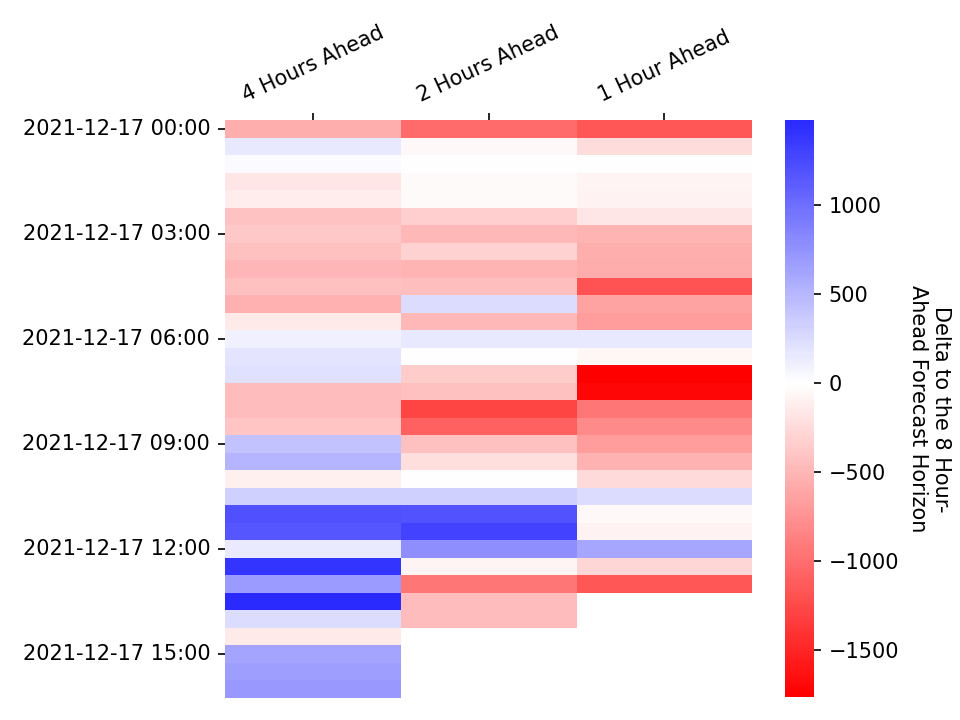 4 Hours Ahead
2 Hours Ahead
1 Hour Ahead
2021-12-17 00:00
2021-12-17 03:00
2021-12-17 06:00
2021-12-17 09:00
2021-12-17 12:00
2021-12-17 15:00
1000
500
0
−500
−1000
−1500
Delta to the 8 Hour-
Ahead Forecast Horizon